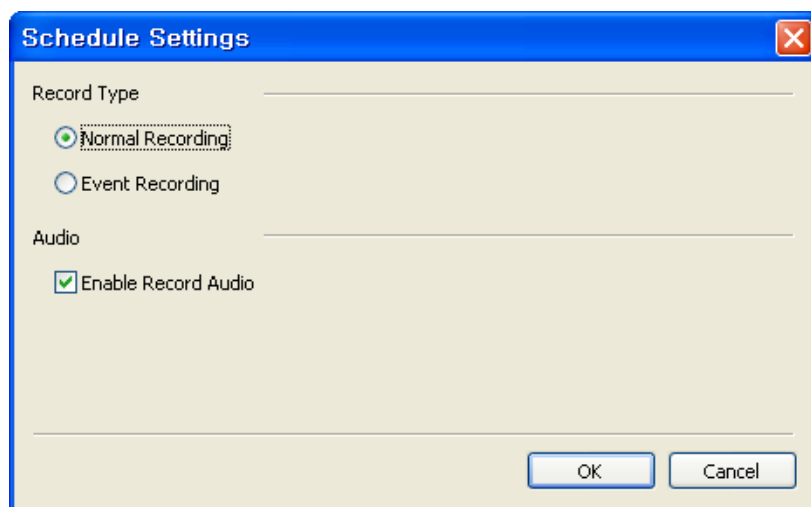 Schedule Settings
Record Type
Normal Recording
Event Recording
Audio
Enable Record Audio
OK Cancel